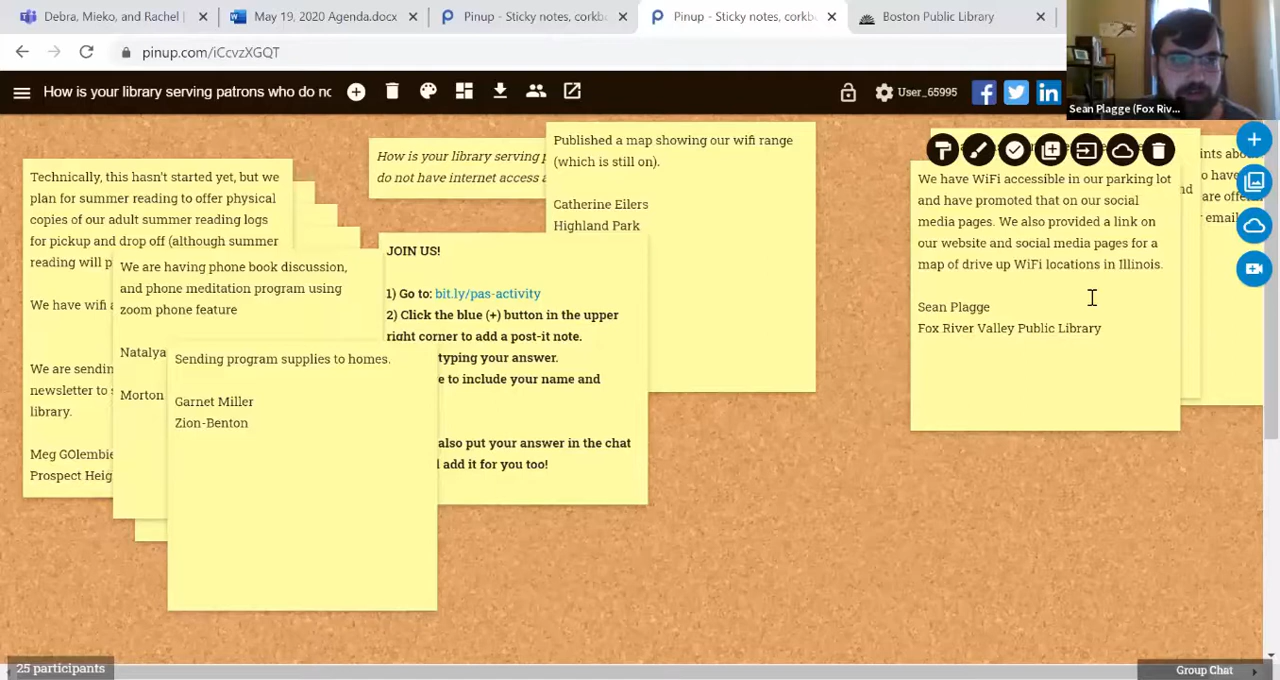 Debra, Mieko, and Rachel |
May 19, 2020 Agenda.docx
Pinup - Sticky notes, corkb
Pinup - Sticky notes, corkb
Boston Public Library
pinup.com/iCcvzXGQT
How is your library serving patrons who do no
User_65995
Sean Plagge (Fox Riv...
Technically, this hasn't started yet, but we
plan for summer reading to offer physical
copies of our adult summer reading logs
for pickup and drop off (although summer
reading will p
We have wifi a
We are sendin
newsletter to s
library.
Meg GOlembie
Prospect Heig
We are having phone book discussion,
and phone meditation program using
zoom phone feature
Natalya
Morton
Sending program supplies to homes.
Garnet Miller
Zion-Benton
How is your library serving p
do not have internet access a
JOIN US!
1) Go to: bit.ly/pas-activity
2) Click the blue (+) button in the upper
right corner to add a post-it note.
typing your answer.
e to include your name and
also put your answer in the chat
add it for you too!
Published a map showing our wifi range
(which is still on).
Catherine Eilers
Highland Park
We have WiFi accessible in our parking lot
and have promoted that on our social
media pages. We also provided a link on
our website and social media pages for a
map of drive up WiFi locations in Illinois.
Sean Plagge
Fox River Valley Public Library
nd
ints abou
o have
are offer
r email
25 participants
Group Chat